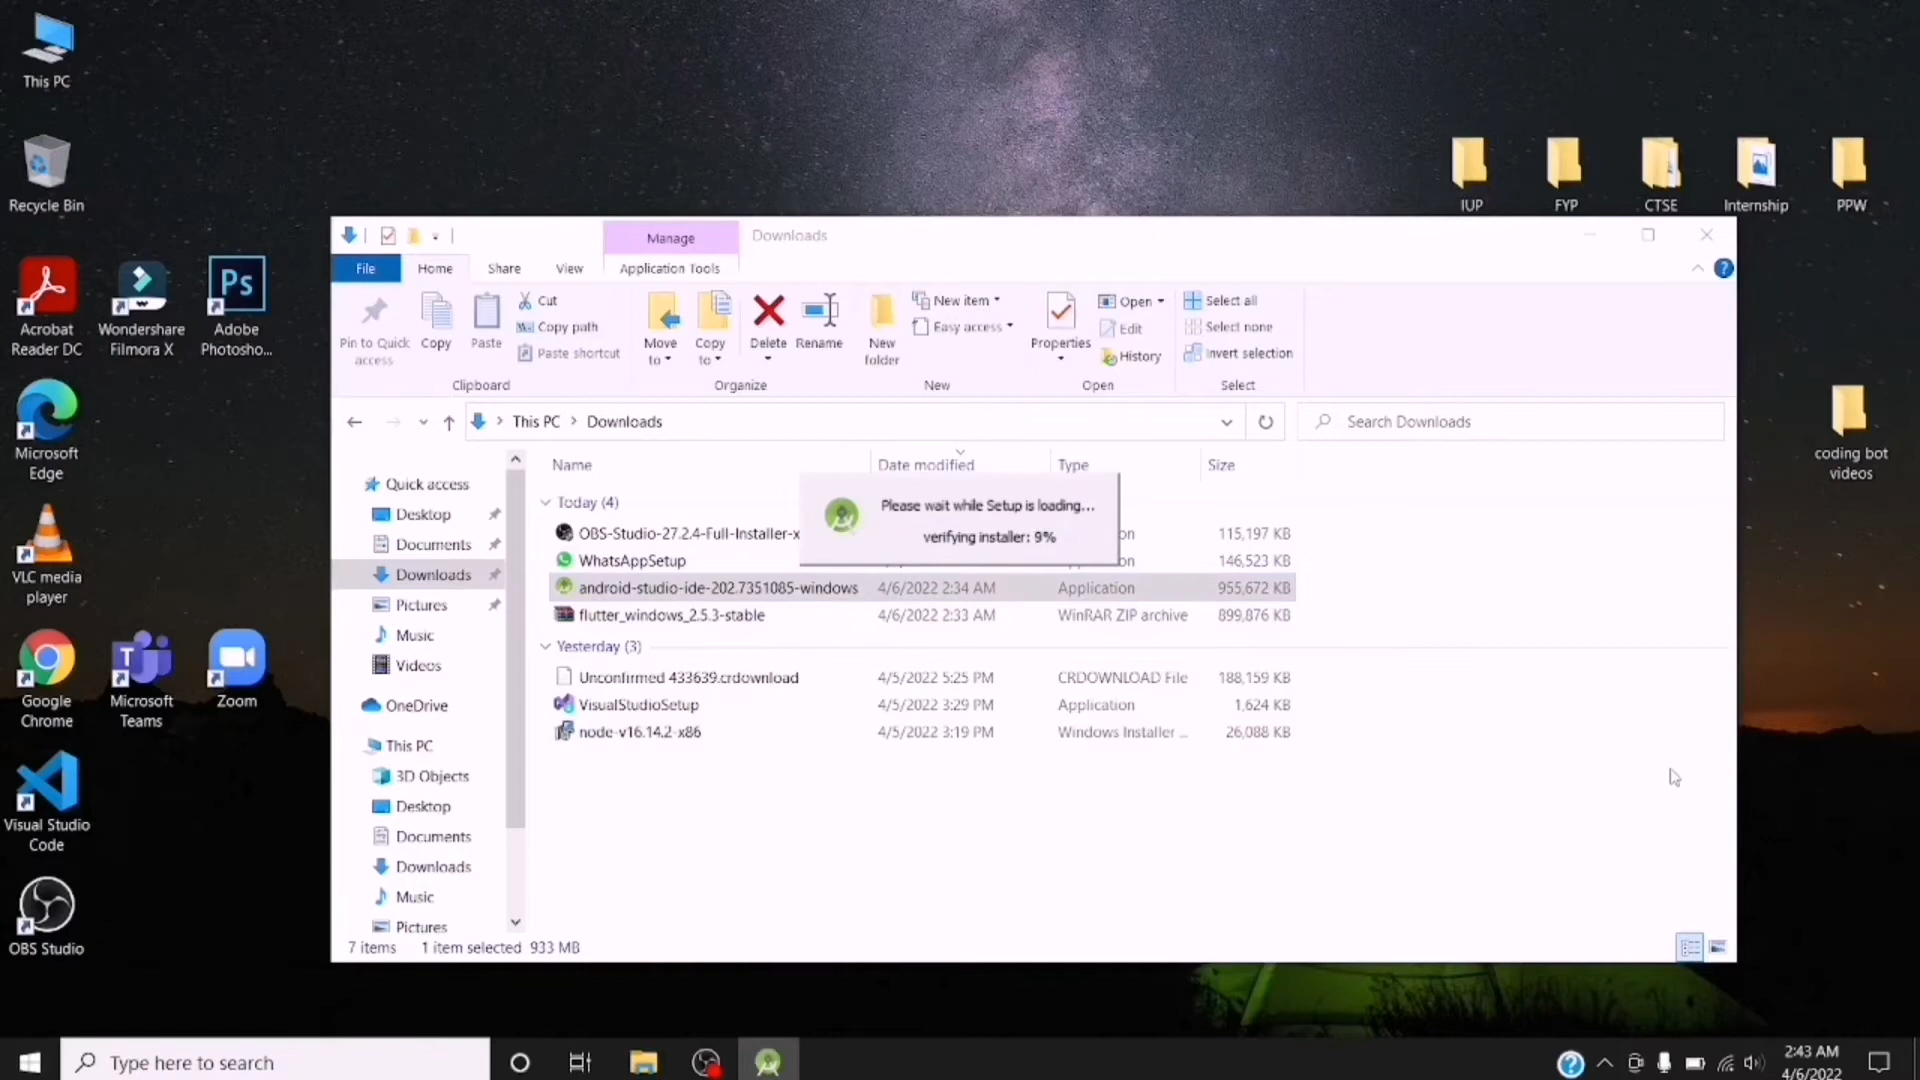 This PC
Recycle Bin
Acrobat
Reader DC
Wondershare
Filmora X
Ps
Adobe
Photosho...
Microsoft
Edge
VLC media
player
Google
Chrome
Microsoft
Teams
Zoom
Visual Studio
Code
OBS Studio
IUP
FYP
CTSE
Internship
PPW
coding bot
videos
Manage
Downloads
File
Home
Share
View
Application Tools
Pin to Quick
access
Copy
Paste
Cut
Copy path
Paste shortcut
Clipboard
Move
to
Copy
to
Delete
Rename
Organize
New
folder
New item
Easy access
New
Properties
Open
Edit
History
Open
Select all
Select none
Invert selection
Select
This PC > Downloads
Search Downloads
Quick access
Desktop
Documents
Downloads
Pictures
Music
Videos
OneDrive
This PC
3D Objects
Desktop
Documents
Downloads
Music
Pictures
Name Date modified Type Size
Today (4)
OBS-Studio-27.2.4-Full-Installer-x on 115,197 KB
WhatsAppSetup on 146,523 KB
android-studio-ide-202.7351085-windows 4/6/2022 2:34 AM Application 955,672 KB
flutter_windows_2.5.3-stable 4/6/2022 2:33 AM WinRAR ZIP archive 899,876 KB
Yesterday (3)
Unconfirmed 433639.crdownload 4/5/2022 5:25 PM CRDOWNLOAD File 188,159 KB
VisualStudioSetup 4/5/2022 3:29 PM Application 1,624 KB
node-v16.14.2-x86 4/5/2022 3:19 PM Windows Installer ... 26,088 KB
Please wait while Setup is loading...
verifying installer: 9%
7 items 1 item selected 933 MB
Type here to search
2:43 AM
4/6/2022